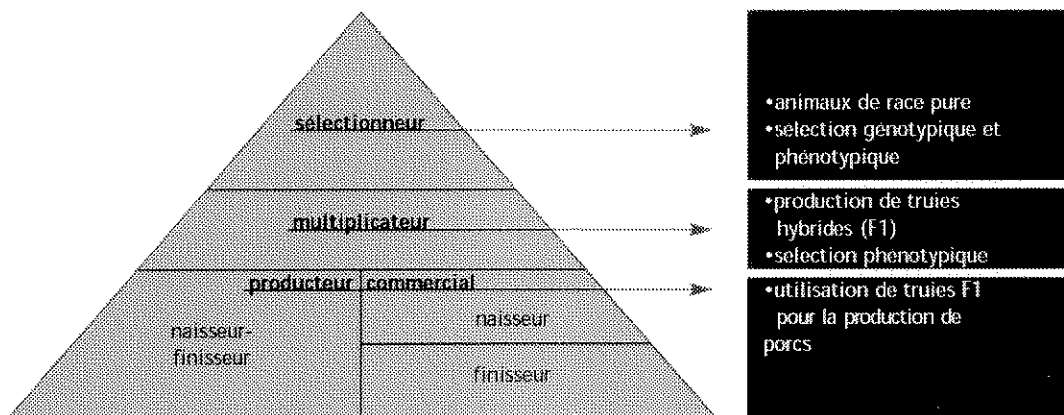 sélectionneur
•animaux de race pure
•sélection génotypique et
phénotypique
multiplicateur
•production de truies
hybrides (F1)
•sélection phénotypique
producteur commercial
•utilisation de truies F1
pour la production de
porcs
naisseur-
finisseur
naisseur
finisseur